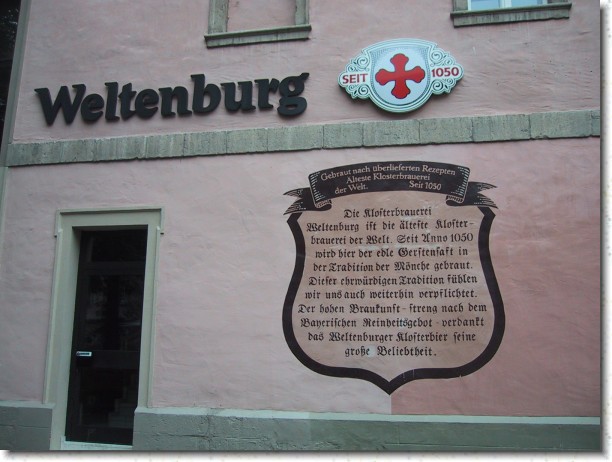 Weltenburg
SEIT 1050
Gebraut nach überlieferten Rezepten
Älteste Klosterbrauerei
der Welt. Seit 1050
Die Klosterbrauerei
Weltenburg ist die älteste Kloster-
brauerei der Welt. Seit Anno 1050
wird hier der edle Gerstensaft in
der Tradition der Mönche gebraut.
Dieser ehrwürdigen Tradition fühlen
wir uns auch weiterhin verpflichtet.
Der hohen Braukunst - streng nach dem
Bayerischen Reinheitsgebot - verdankt
das Weltenburger Klosterbier seine
große Beliebtheit.